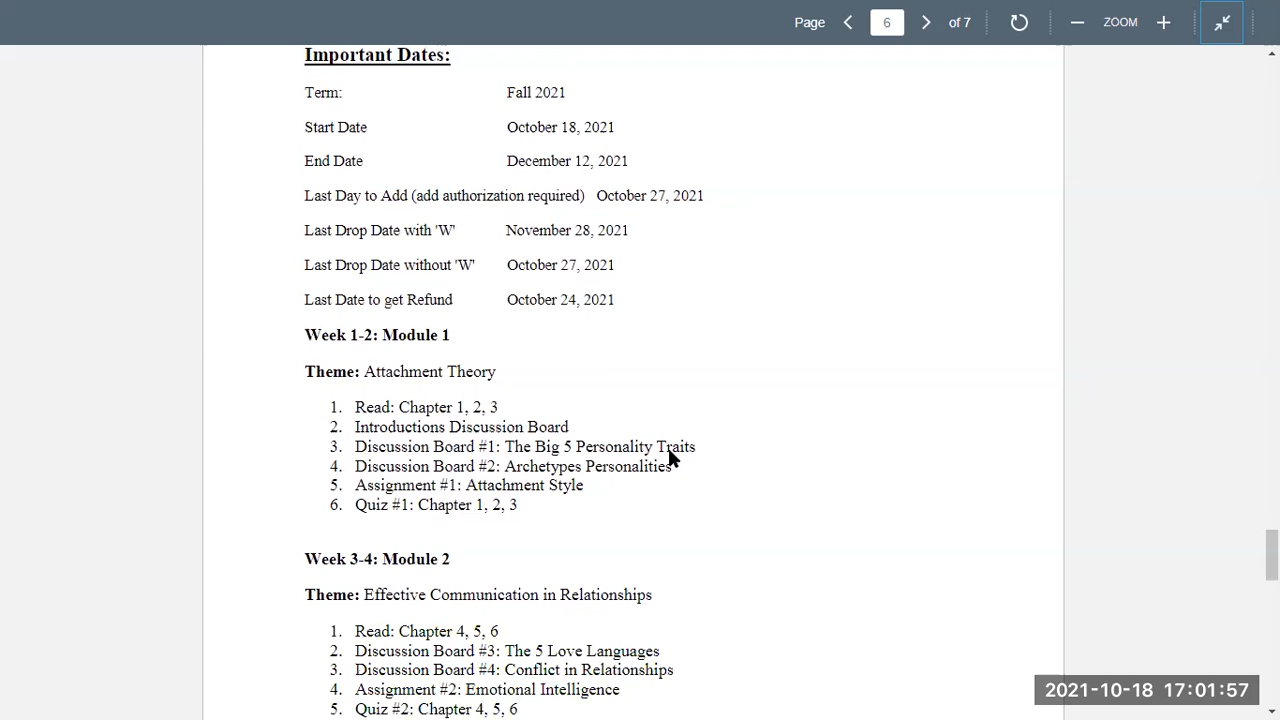 Page 6 of 7 ZOOM
Important Dates:
Term: Fall 2021
Start Date October 18, 2021
End Date December 12, 2021
Last Day to Add (add authorization required) October 27, 2021
Last Drop Date with 'W' November 28, 2021
Last Drop Date without 'W' October 27, 2021
Last Date to get Refund October 24, 2021
Week 1-2: Module 1
Theme: Attachment Theory
1. Read: Chapter 1, 2, 3
2. Introductions Discussion Board
3. Discussion Board #1: The Big 5 Personality Traits
4. Discussion Board #2: Archetypes Personalities
5. Assignment #1: Attachment Style
6. Quiz #1: Chapter 1, 2, 3
Week 3-4: Module 2
Theme: Effective Communication in Relationships
1. Read: Chapter 4, 5, 6
2. Discussion Board #3: The 5 Love Languages
3. Discussion Board #4: Conflict in Relationships
4. Assignment #2: Emotional Intelligence
5. Quiz #2: Chapter 4, 5, 6
2021-10-18 17:01:57